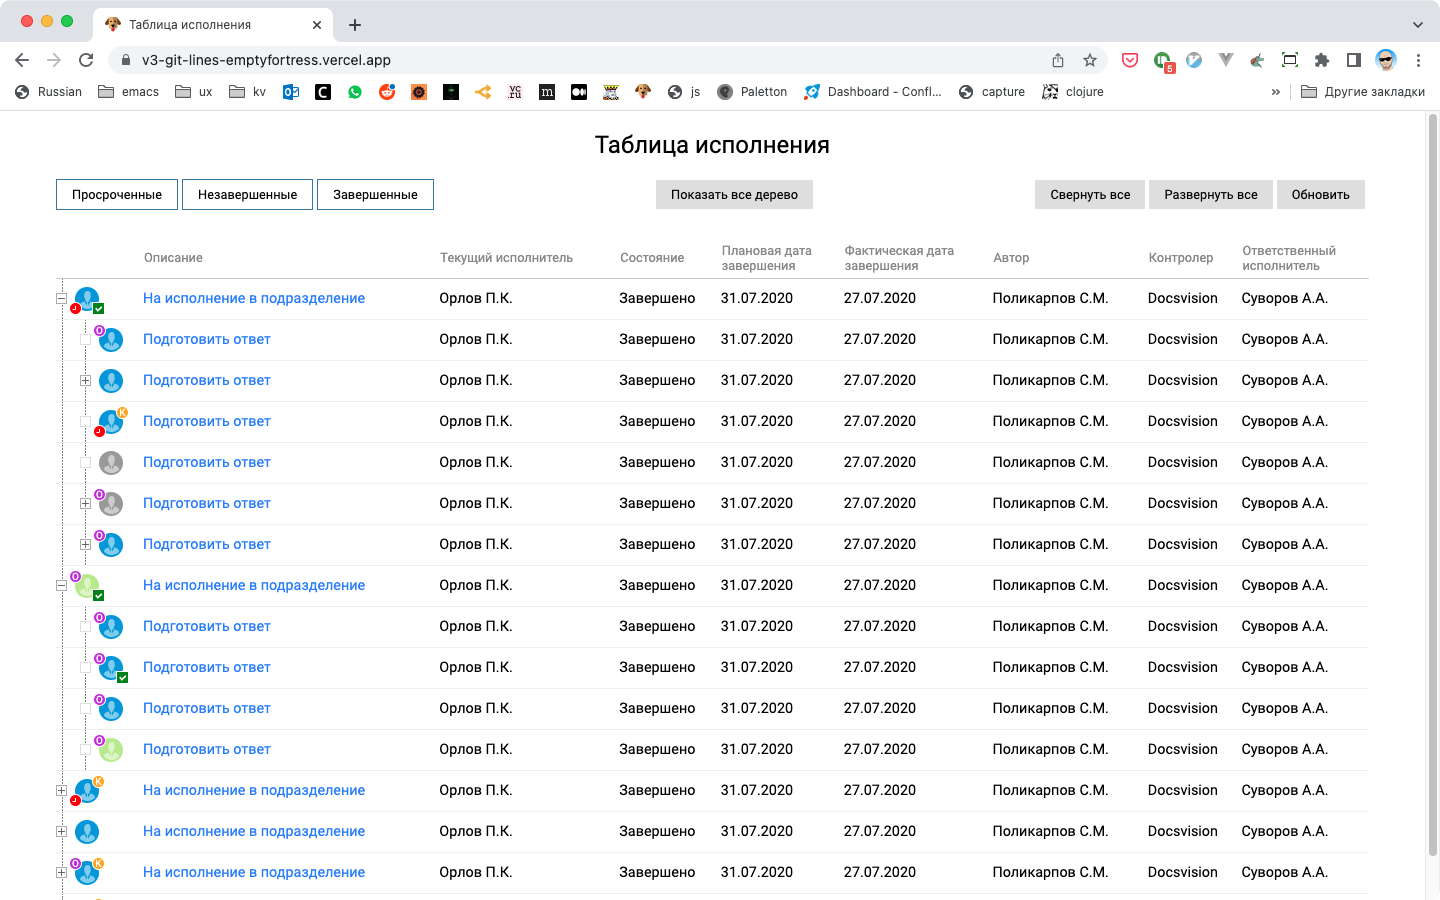 Таблица исполнения
v3-git-lines-emptyfortress.vercel.app
5
Russian emacs ux kv js Paletton Dashboard - Confl... capture clojure » Другие закладки
Таблица исполнения
Просроченные Незавершенные Завершенные Показать все дерево Свернуть все Развернуть все Обновить
Описание Текущий исполнитель Состояние Плановая дата завершения Фактическая дата завершения Автор Контролер Ответственный исполнитель
На исполнение в подразделение Орлов П.К. Завершено 31.07.2020 27.07.2020 Поликарпов С.М. Docsvision Суворов А.А.
O Подготовить ответ Орлов П.К. Завершено 31.07.2020 27.07.2020 Поликарпов С.М. Docsvision Суворов А.А.
Подготовить ответ Орлов П.К. Завершено 31.07.2020 27.07.2020 Поликарпов С.М. Docsvision Суворов А.А.
K Подготовить ответ Орлов П.К. Завершено 31.07.2020 27.07.2020 Поликарпов С.М. Docsvision Суворов А.А.
Подготовить ответ Орлов П.К. Завершено 31.07.2020 27.07.2020 Поликарпов С.М. Docsvision Суворов А.А.
O Подготовить ответ Орлов П.К. Завершено 31.07.2020 27.07.2020 Поликарпов С.М. Docsvision Суворов А.А.
O Подготовить ответ Орлов П.К. Завершено 31.07.2020 27.07.2020 Поликарпов С.М. Docsvision Суворов А.А.
O На исполнение в подразделение Орлов П.К. Завершено 31.07.2020 27.07.2020 Поликарпов С.М. Docsvision Суворов А.А.
O Подготовить ответ Орлов П.К. Завершено 31.07.2020 27.07.2020 Поликарпов С.М. Docsvision Суворов А.А.
O Подготовить ответ Орлов П.К. Завершено 31.07.2020 27.07.2020 Поликарпов С.М. Docsvision Суворов А.А.
O Подготовить ответ Орлов П.К. Завершено 31.07.2020 27.07.2020 Поликарпов С.М. Docsvision Суворов А.А.
O Подготовить ответ Орлов П.К. Завершено 31.07.2020 27.07.2020 Поликарпов С.М. Docsvision Суворов А.А.
K На исполнение в подразделение Орлов П.К. Завершено 31.07.2020 27.07.2020 Поликарпов С.М. Docsvision Суворов А.А.
На исполнение в подразделение Орлов П.К. Завершено 31.07.2020 27.07.2020 Поликарпов С.М. Docsvision Суворов А.А.
O K На исполнение в подразделение Орлов П.К. Завершено 31.07.2020 27.07.2020 Поликарпов С.М. Docsvision Суворов А.А.